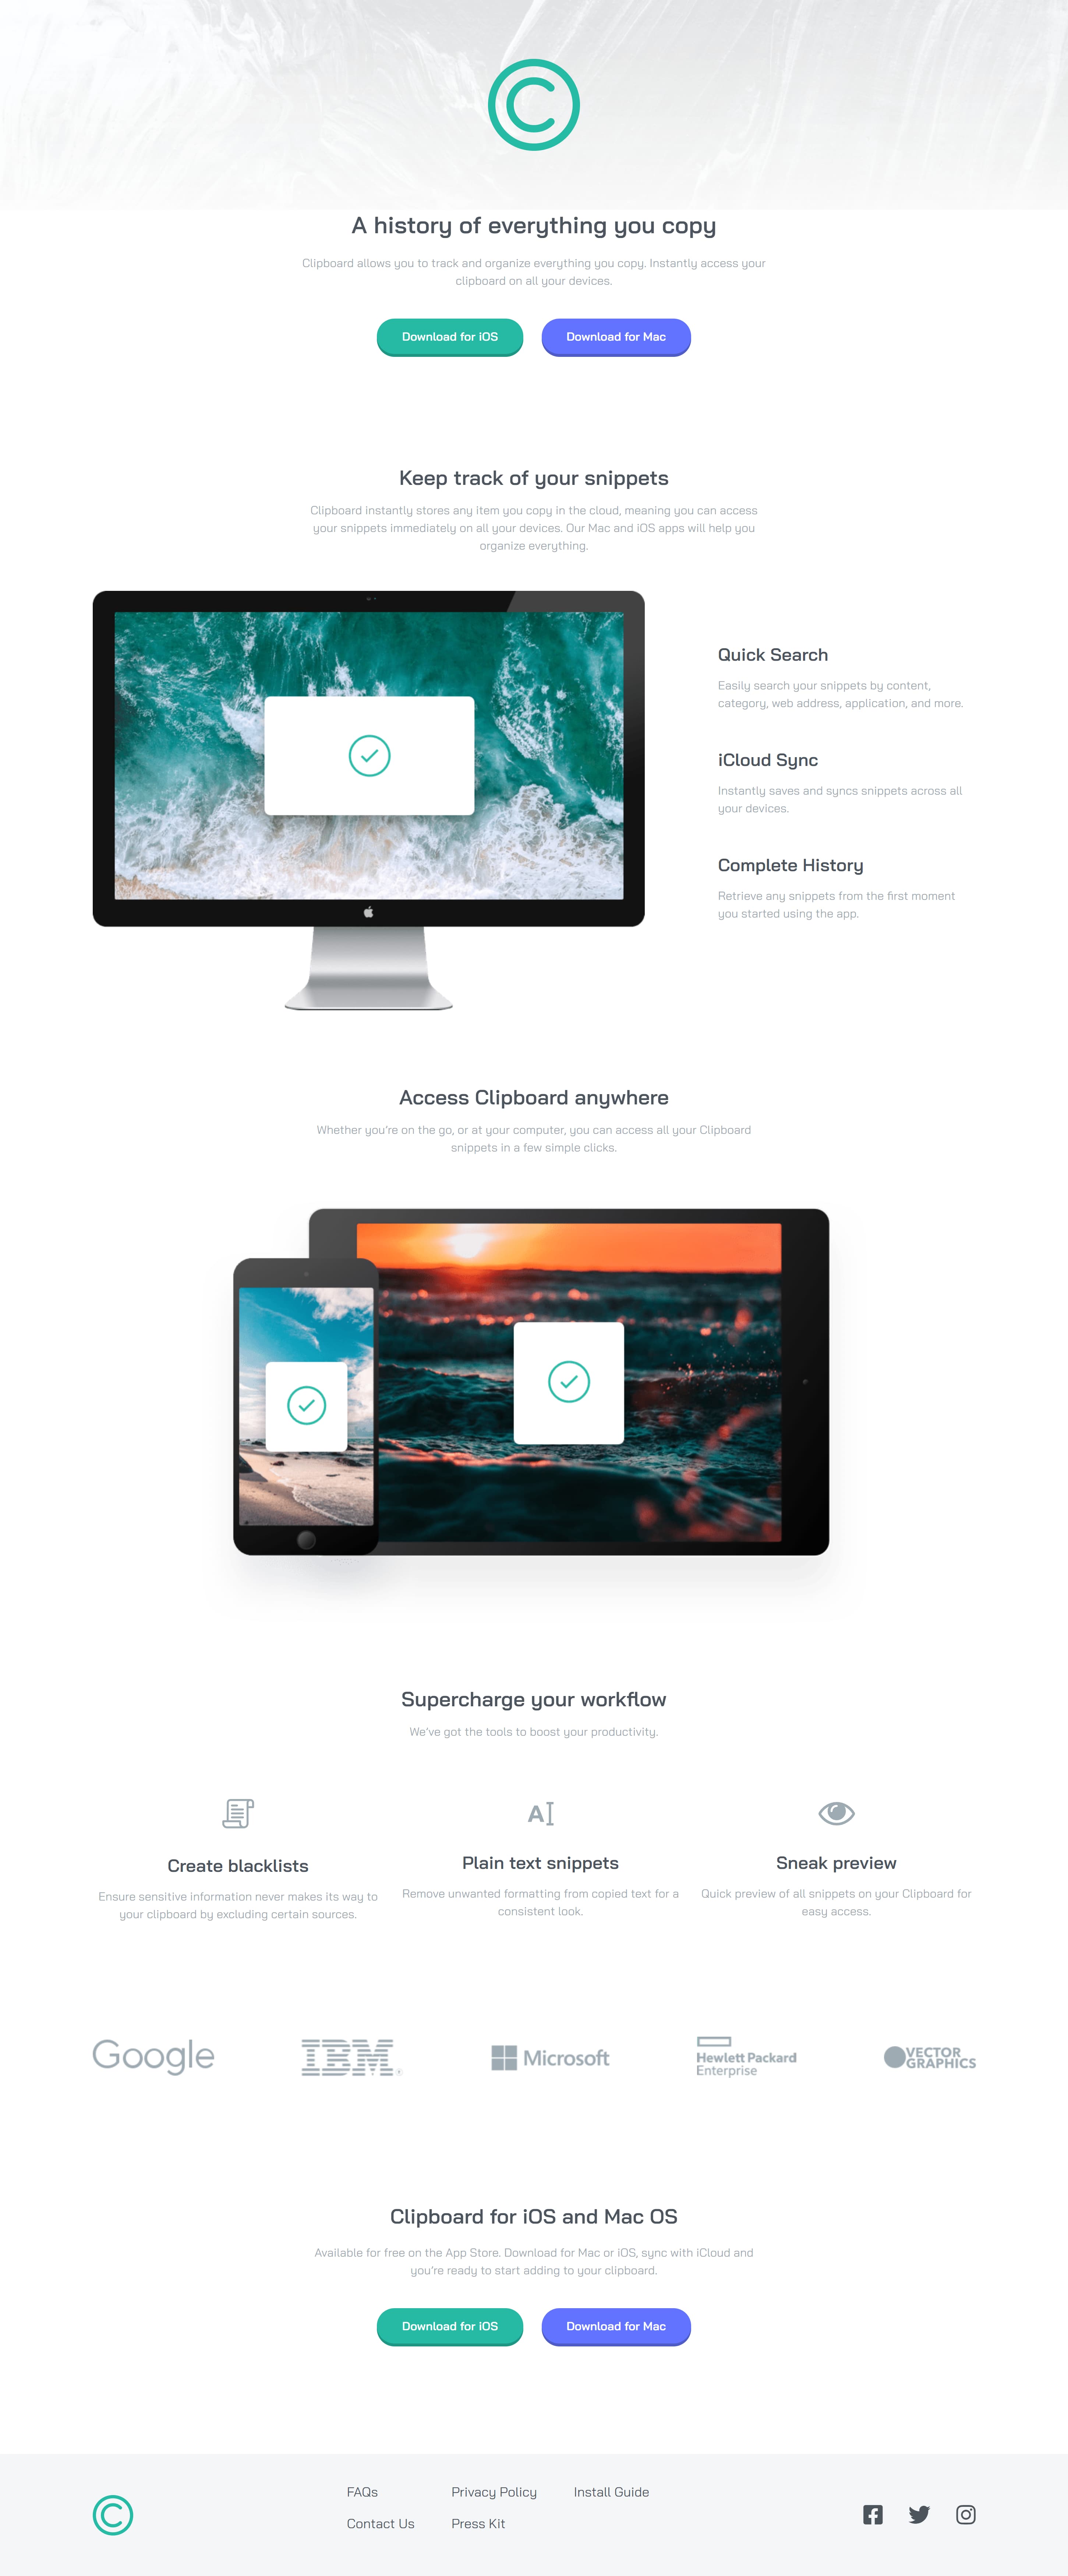 A history of everything you copy
Clipboard allows you to track and organize everything you copy. Instantly access your
clipboard on all your devices.
Download for iOS
Download for Mac
Keep track of your snippets
Clipboard instantly stores any item you copy in the cloud, meaning you can access
your snippets immediately on all your devices. Our Mac and iOS apps will help you
organize everything.
Quick Search
Easily search your snippets by content,
category, web address, application, and more.
iCloud Sync
Instantly saves and syncs snippets across all
your devices.
Complete History
Retrieve any snippets from the first moment
you started using the app.
Access Clipboard anywhere
Whether you’re on the go, or at your computer, you can access all your Clipboard
snippets in a few simple clicks.
Supercharge your workflow
We’ve got the tools to boost your productivity.
A
Create blacklists
Ensure sensitive information never makes its way to
your clipboard by excluding certain sources.
Plain text snippets
Remove unwanted formatting from copied text for a
consistent look.
Sneak preview
Quick preview of all snippets on your Clipboard for
easy access.
Google
IBM
Microsoft
Hewlett Packard
Enterprise
VECTOR
GRAPHICS
Clipboard for iOS and Mac OS
Available for free on the App Store. Download for Mac or iOS, sync with iCloud and
you’re ready to start adding to your clipboard.
Download for iOS
Download for Mac
FAQs
Contact Us
Privacy Policy
Press Kit
Install Guide